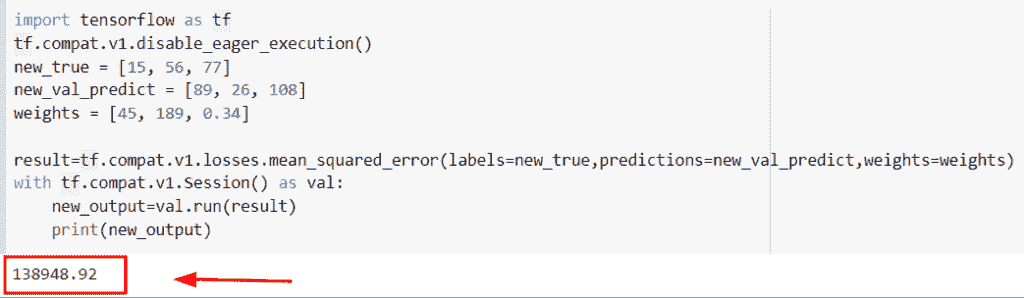 import tensorflow as tf
tf.compat.v1.disable_eager_execution()
new_true = [15, 56, 77]
new_val_predict = [89, 26, 108]
weights = [45, 189, 0.34]
result=tf.compat.v1.losses.mean_squared_error(labels=new_true,predictions=new_val_predict,weights=weights)
with tf.compat.v1.Session() as val:
    new_output=val.run(result)
    print(new_output)
138948.92